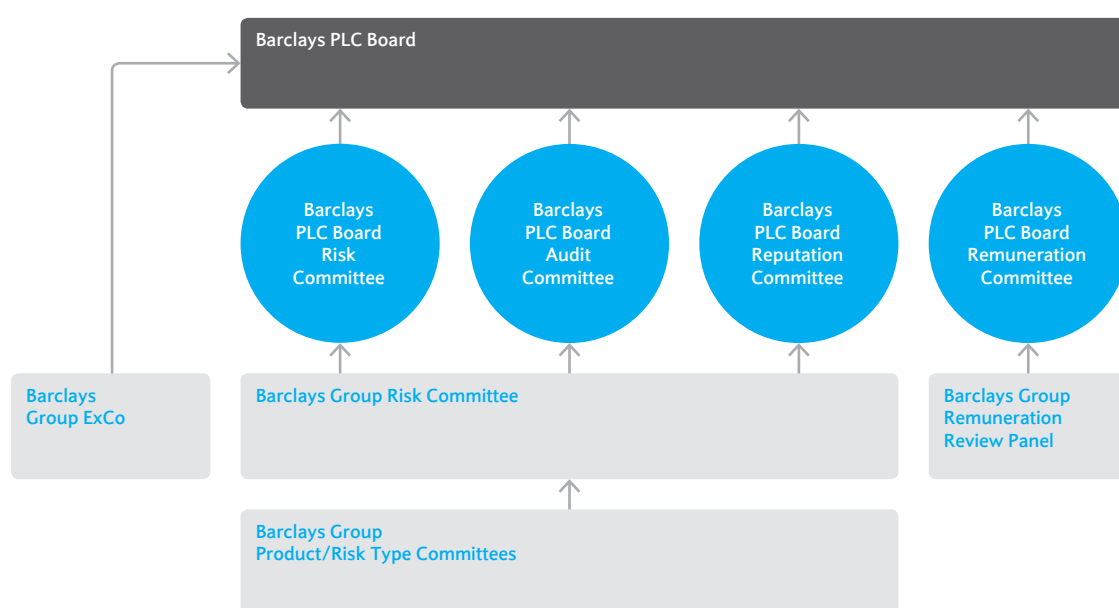 Barclays PLC Board
Barclays
PLC Board
Risk
Committee
Barclays
PLC Board
Audit
Committee
Barclays
PLC Board
Reputation
Committee
Barclays
PLC Board
Remuneration
Committee
Barclays
Group ExCo
Barclays Group Risk Committee
Barclays Group
Remuneration
Review Panel
Barclays Group
Product/Risk Type Committees